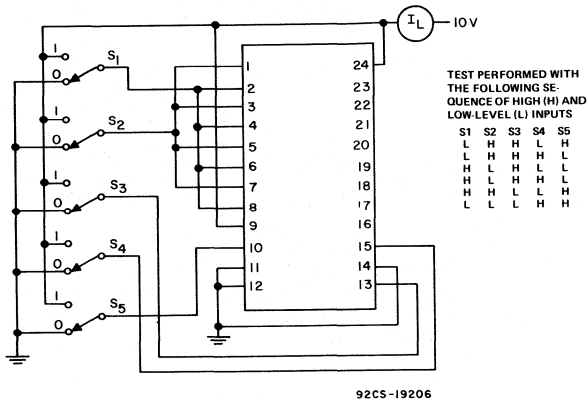 IL 10 V
1
0
S1
1
0
S2
1
0
S3
1
0
S4
1
0
S5
1
2
3
4
5
6
7
8
9
10
11
12
24
23
22
21
20
19
18
17
16
15
14
13
TEST PERFORMED WITH
THE FOLLOWING SE-
QUENCE OF HIGH (H) AND
LOW-LEVEL (L) INPUTS
S1 S2 S3 S4 S5
L H H L H
L H H L L
H L H L H
H L H H L
H H L L L
L L L H H
92CS-19206